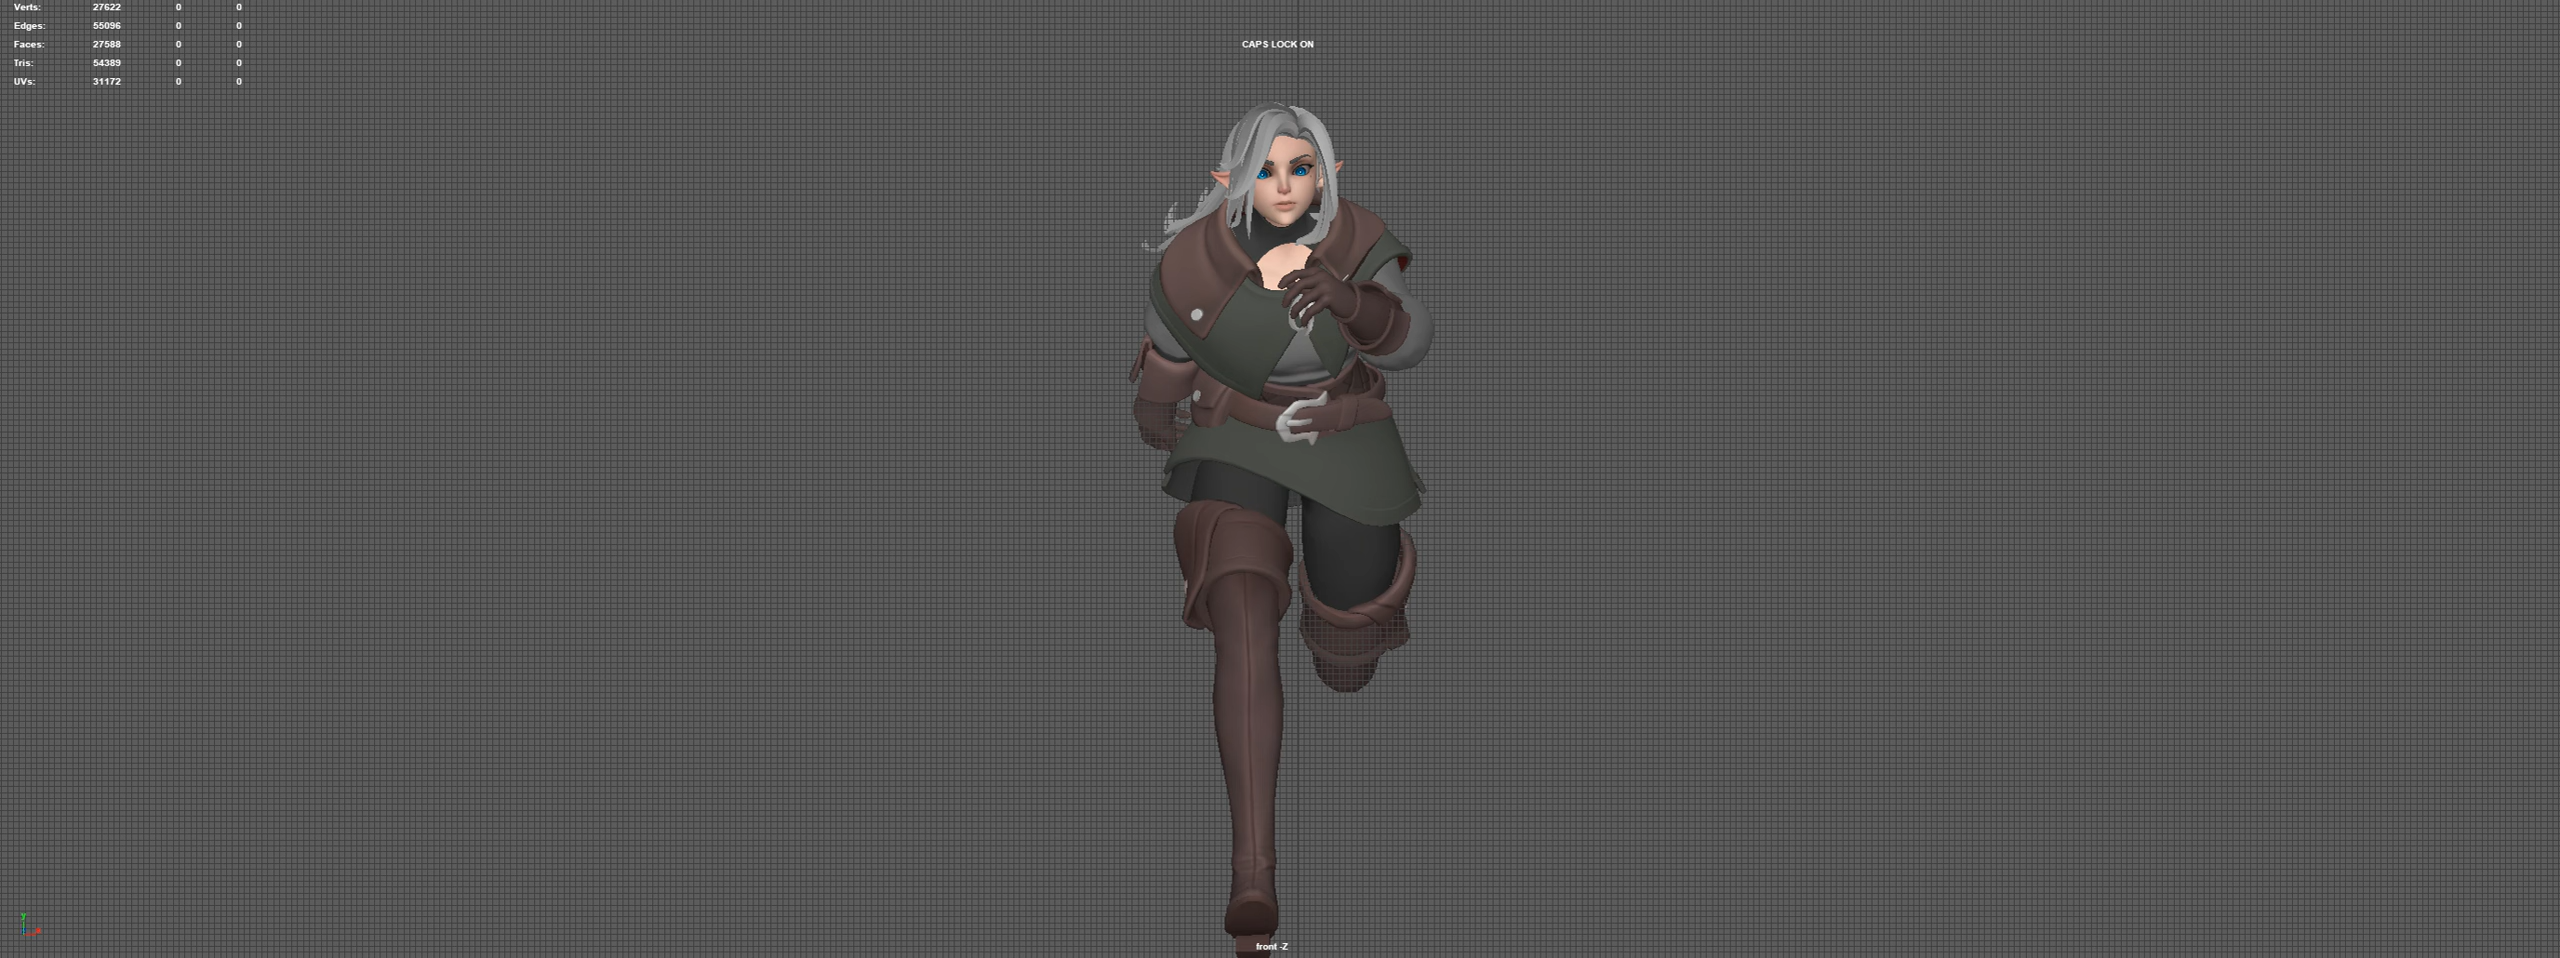 Verts: 27622 0 0
Edges: 55096 0 0
Faces: 27588 0 0
Tris: 54389 0 0
UVs: 31172 0 0
CAPS LOCK ON
y
front -Z